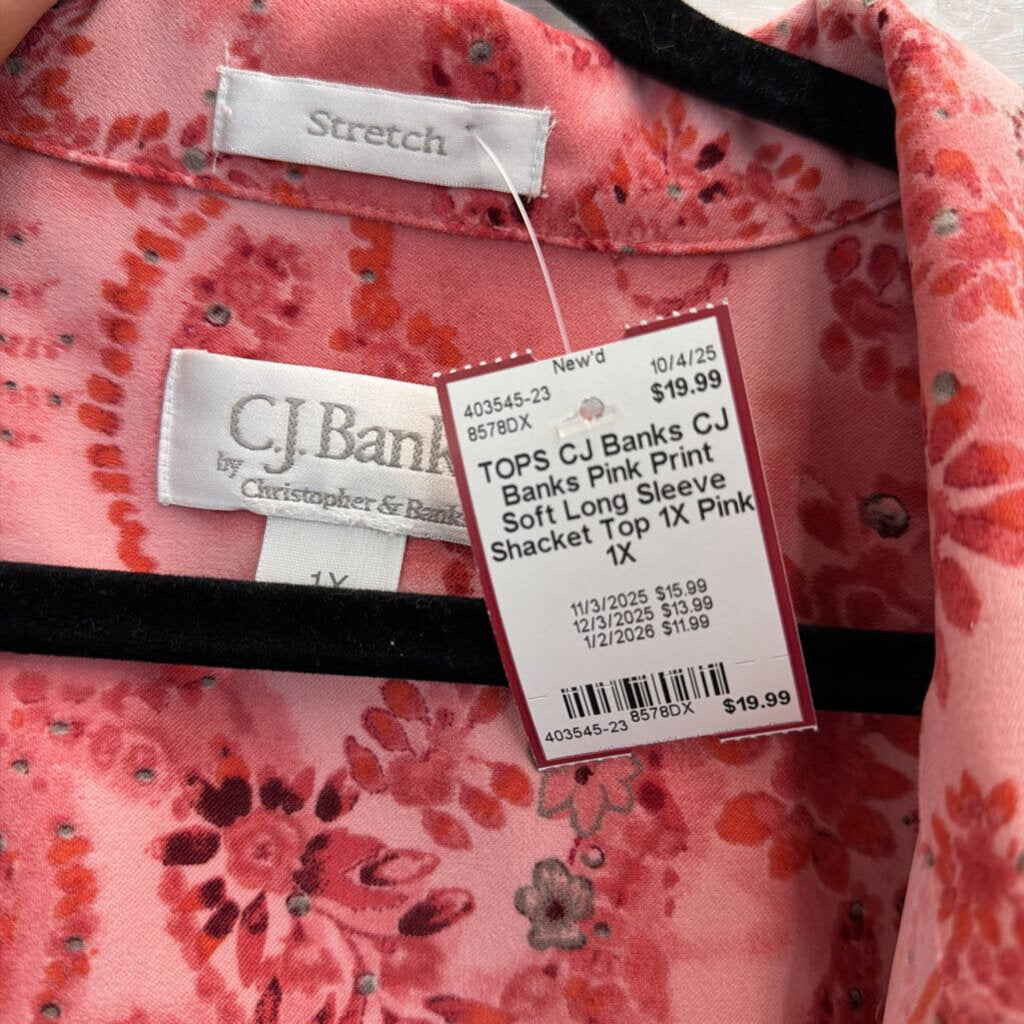 Stretch
C.J. Bank
by Christopher & Bank
1X
New'd
403545-23
8578DX
10/4/25
$19.99
TOPS CJ Banks CJ
Banks Pink Print
Soft Long Sleeve
Shacket Top 1X Pink
1X
11/3/2025 $15.99
12/3/2025 $13.99
1/2/2026 $11.99
403545-23 8578DX $19.99